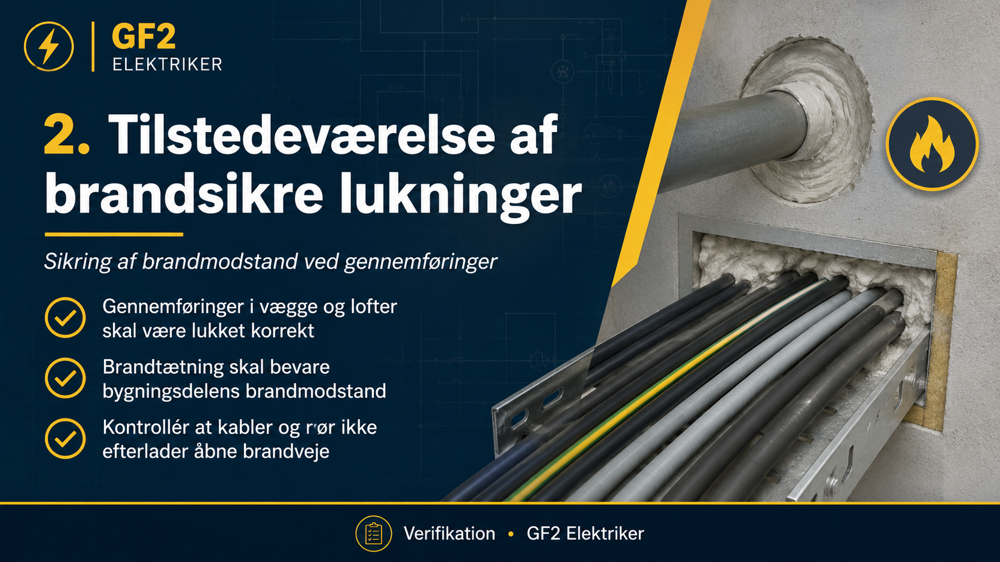 GF2
ELEKTRIKER
2. Tilstedeværelse af
brandsikre lukninger
Sikring af brandmodstand ved gennemføringer
Gennemføringer i vægge og lofter
skal være lukket korrekt
Brandtætning skal bevare
bygningsdelens brandmodstand
Kontrollér at kabler og r'ør ikke
efterlader åbne brandveje
Verifikation • GF2 Elektriker